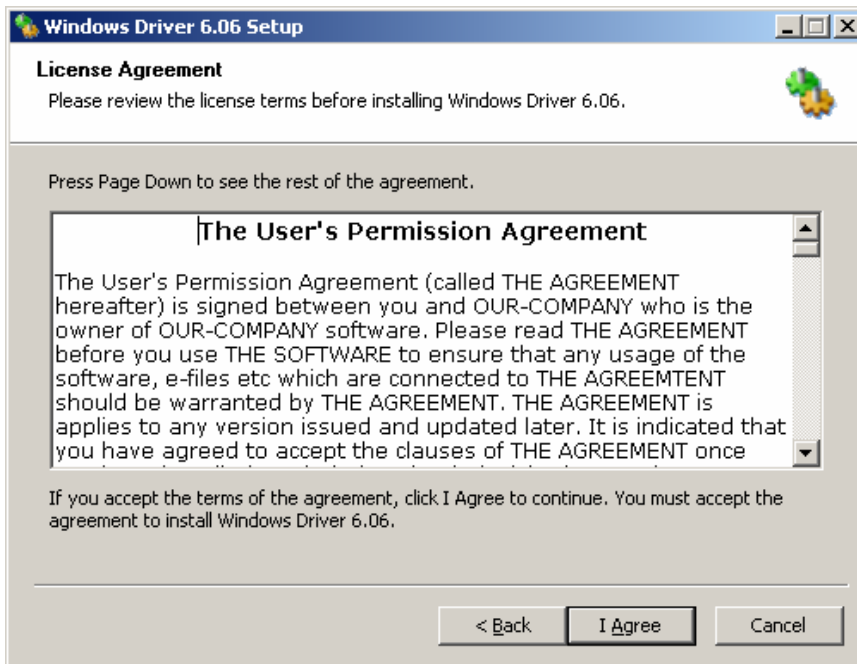 Windows Driver 6.06 Setup
License Agreement
Please review the license terms before installing Windows Driver 6.06.
Press Page Down to see the rest of the agreement.
The User's Permission Agreement
The User's Permission Agreement (called THE AGREEMENT
hereafter) is signed between you and OUR-COMPANY who is the
owner of OUR-COMPANY software. Please read THE AGREEMENT
before you use THE SOFTWARE to ensure that any usage of the
software, e-files etc which are connected to THE AGREEMTENT
should be warranted by THE AGREEMENT. THE AGREEMENT is
applies to any version issued and updated later. It is indicated that
you have agreed to accept the clauses of THE AGREEMENT once
If you accept the terms of the agreement, click I Agree to continue. You must accept the
agreement to install Windows Driver 6.06.
< Back
I Agree
Cancel